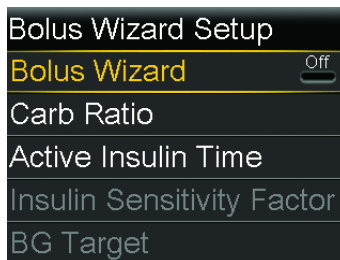 Bolus Wizard Setup
Bolus Wizard Off
Carb Ratio
Active Insulin Time
Insulin Sensitivity Factor
BG Target